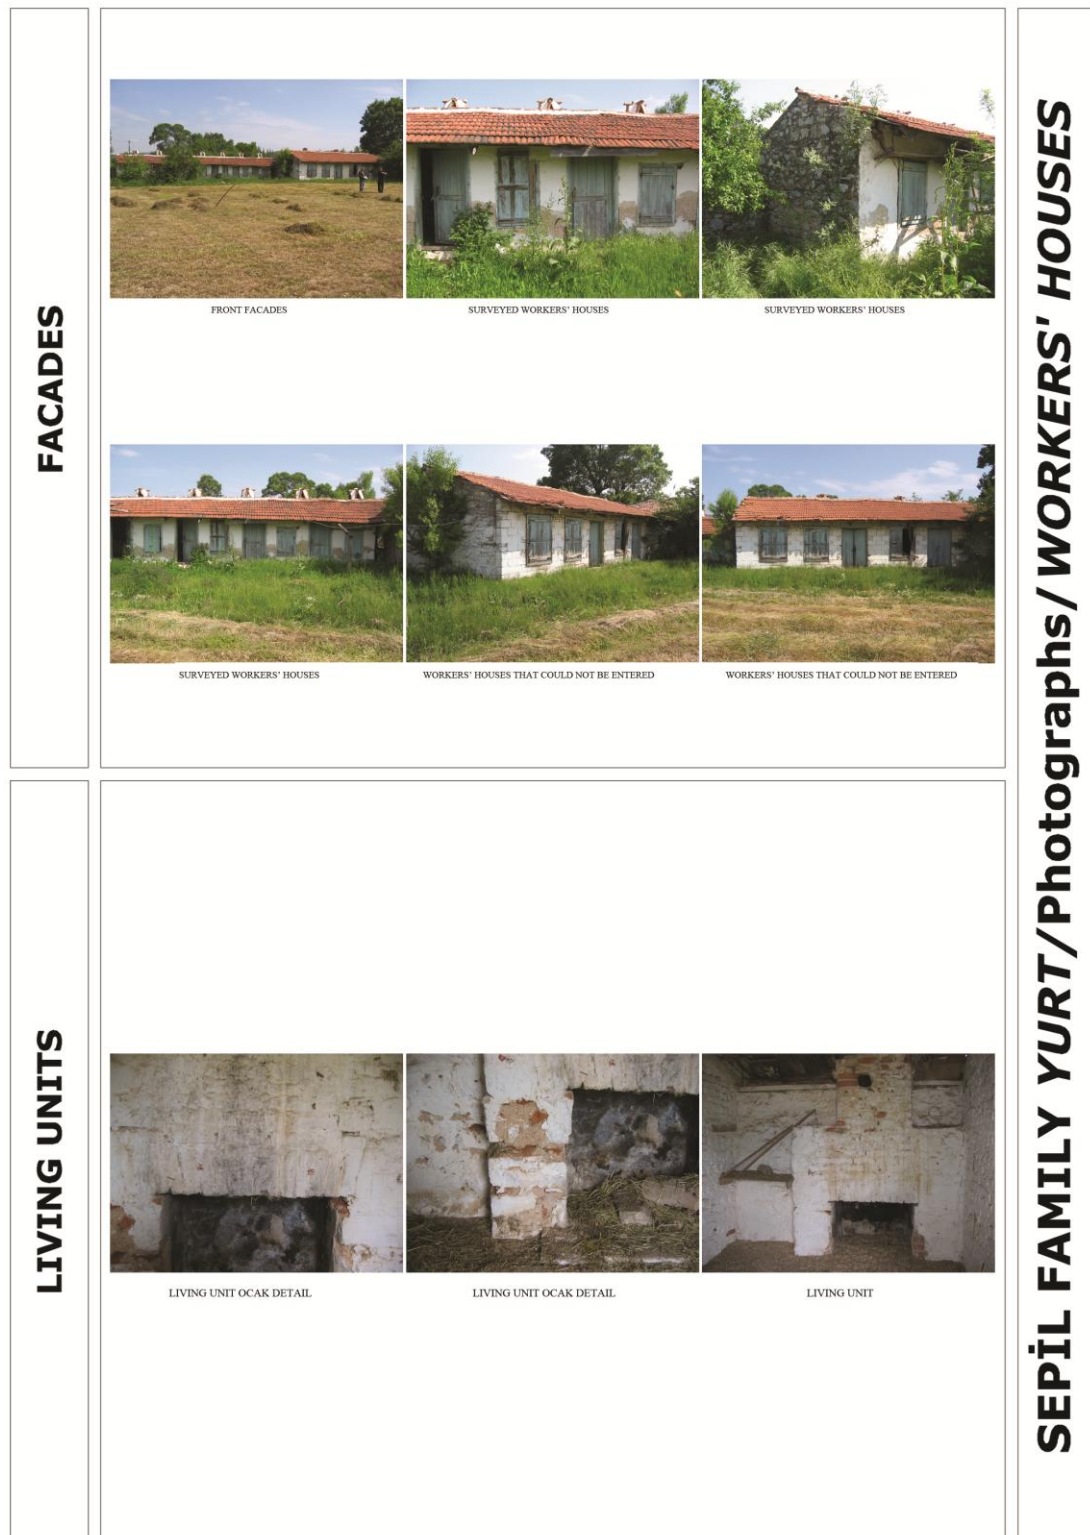 FACADES
FRONT FACADES
SURVEYED WORKERS' HOUSES
SURVEYED WORKERS' HOUSES
SURVEYED WORKERS' HOUSES
WORKERS' HOUSES THAT COULD NOT BE ENTERED
WORKERS' HOUSES THAT COULD NOT BE ENTERED
LIVING UNITS
LIVING UNIT OCAK DETAIL
LIVING UNIT OCAK DETAIL
LIVING UNIT
SEPİL FAMILY YURT/Photographs/WORKERS' HOUSES